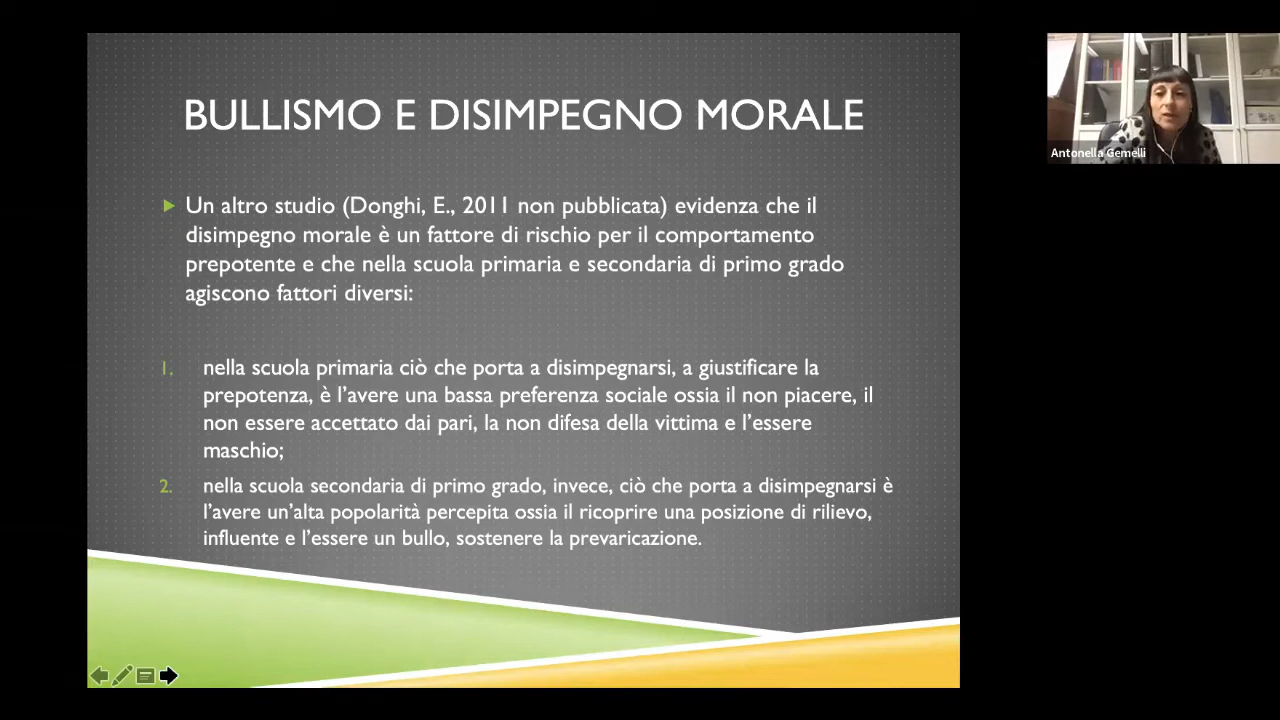 BULLISMO E DISIMPEGNO MORALE
Un altro studio (Donghi, E., 2011 non pubblicata) evidenza che il
disimpegno morale è un fattore di rischio per il comportamento
prepotente e che nella scuola primaria e secondaria di primo grado
agiscono fattori diversi:
1. nella scuola primaria ciò che porta a disimpegnarsi, a giustificare la
prepotenza, è l’avere una bassa preferenza sociale ossia il non piacere, il
non essere accettato dai pari, la non difesa della vittima e l’essere
maschio;
2. nella scuola secondaria di primo grado, invece, ciò che porta a disimpegnarsi è
l’avere un’alta popolarità percepita ossia il ricoprire una posizione di rilievo,
influente e l’essere un bullo, sostenere la prevaricazione.
Antonella Gemelli